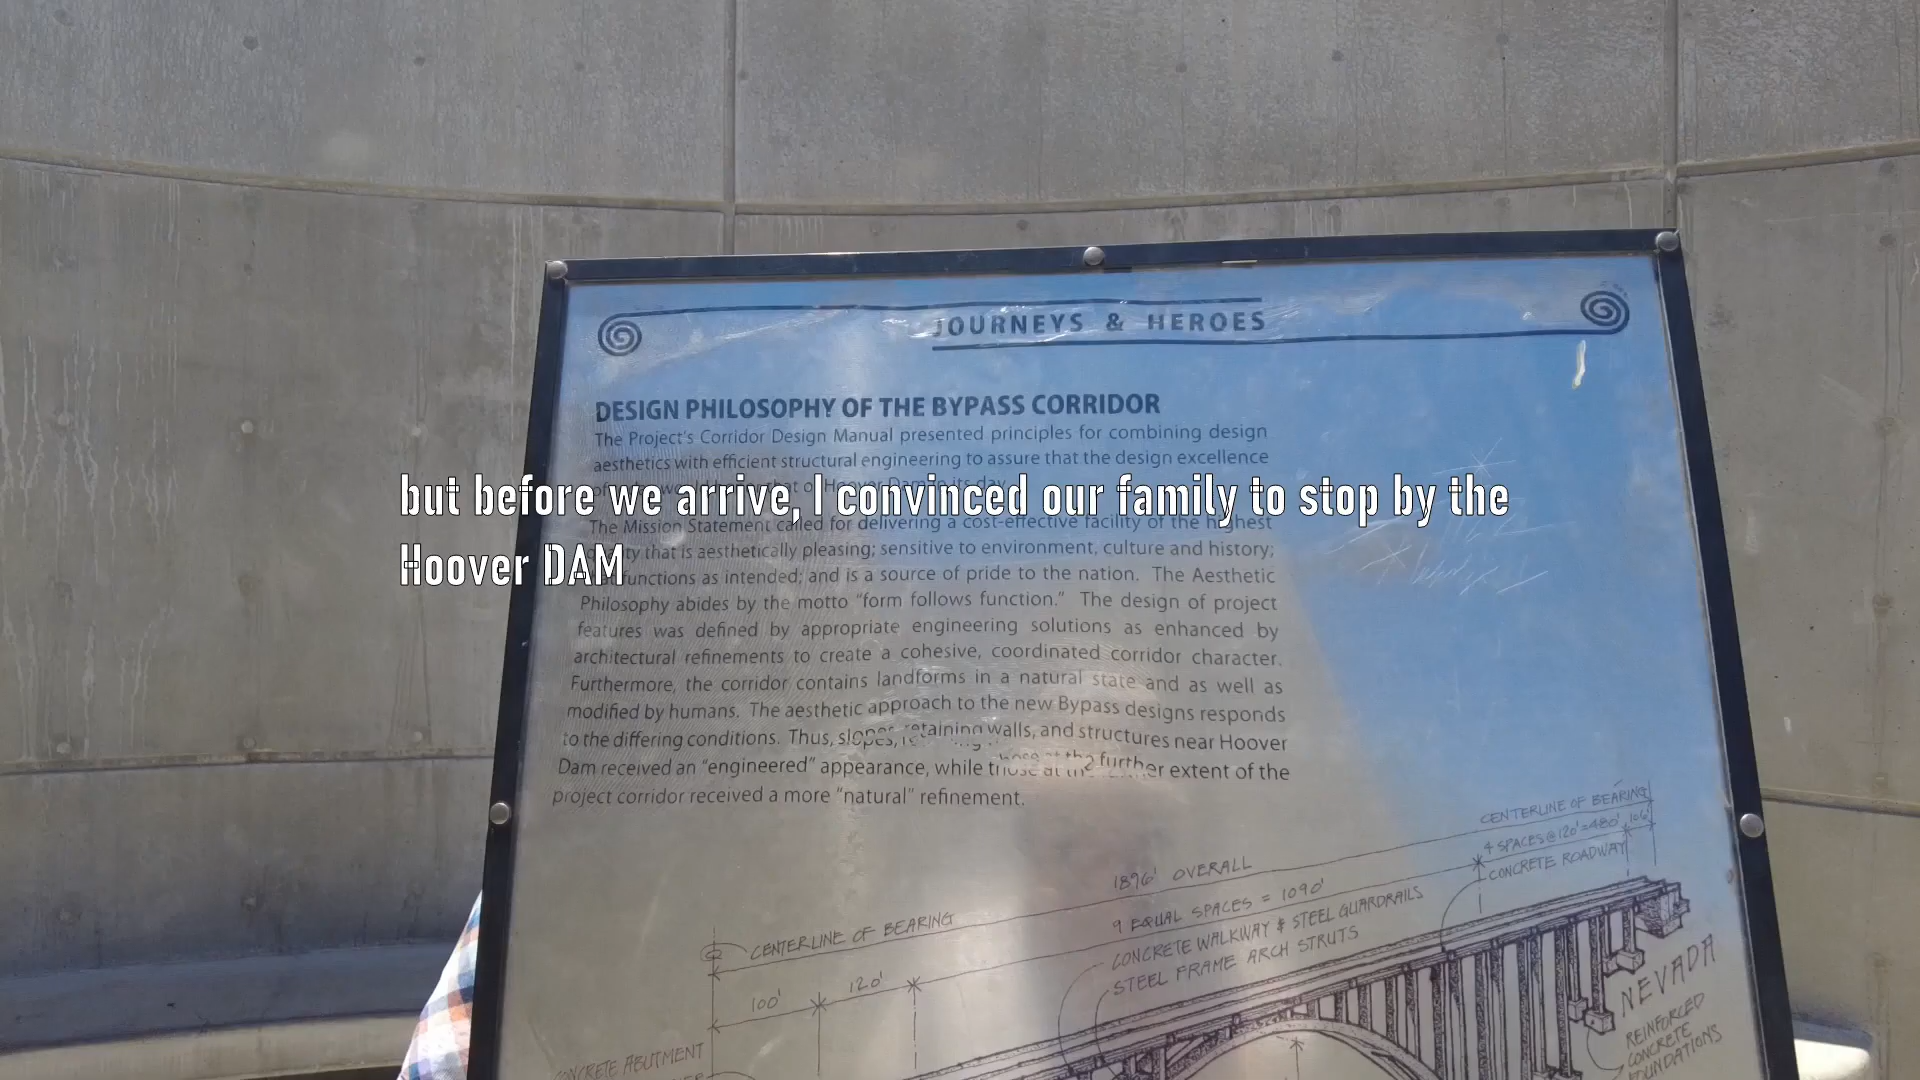 JOURNEYS & HEROES
DESIGN PHILOSOPHY OF THE BYPASS CORRIDOR
The Project's Corridor Design Manual presented principles for combining design
aesthetics with efficient structural engineering to assure that the design excellence
of Hoover Dam in its day.
but before we arrive, I convinced our family to stop by the
The Mission Statement called for delivering a cost-effective facility of the highest
that is aesthetically pleasing; sensitive to environment, culture and history;
Hoover DAM
functions as intended; and is a source of pride to the nation. The Aesthetic
Philosophy abides by the motto "form follows function." The design of project
features was defined by appropriate engineering solutions as enhanced by
architectural refinements to create a cohesive, coordinated corridor character.
Furthermore, the corridor contains landforms in a natural state and as well as
modified by humans. The aesthetic approach to the new Bypass designs responds
to the differing conditions. Thus, slopes, retaining walls, and structures near Hoover
Dam received an "engineered" appearance, while those at the further extent of the
project corridor received a more "natural" refinement.
CENTERLINE OF BEARING
4 SPACES @ 120' = 480' 106'
CONCRETE ROADWAY
1896' OVERALL
9 EQUAL SPACES = 1090'
CONCRETE WALKWAY & STEEL GUARDRAILS
STEEL FRAME ARCH STRUTS
CENTERLINE OF BEARING
120'
100'
NEVADA
REINFORCED
CONCRETE
FOUNDATIONS
CONCRETE ABUTMENT